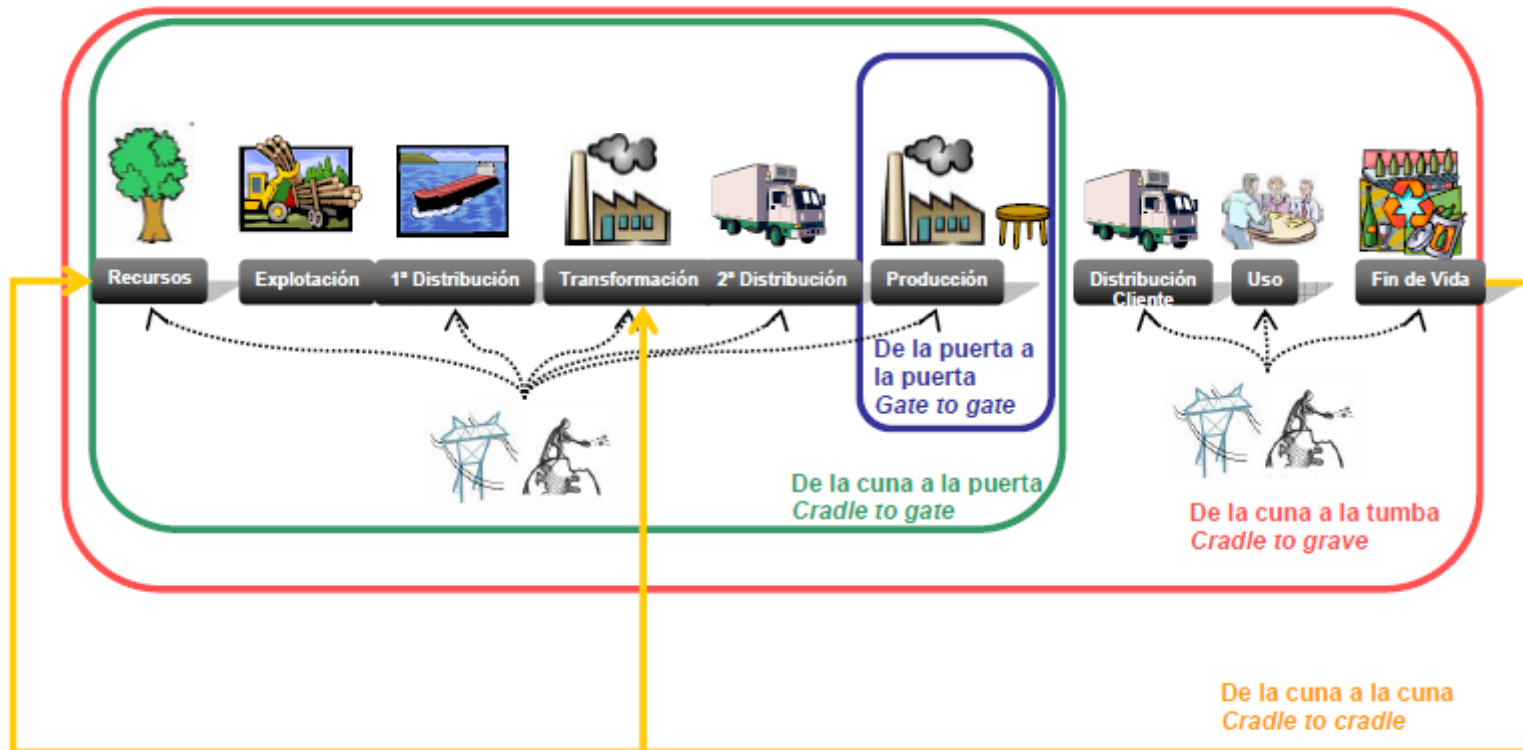 Recursos
Explotación
1ª Distribución
Transformación
2ª Distribución
Producción
Distribución
Cliente
Uso
Fin de Vida
De la puerta a
la puerta
Gate to gate
De la cuna a la puerta
Cradle to gate
De la cuna a la tumba
Cradle to grave
De la cuna a la cuna
Cradle to cradle